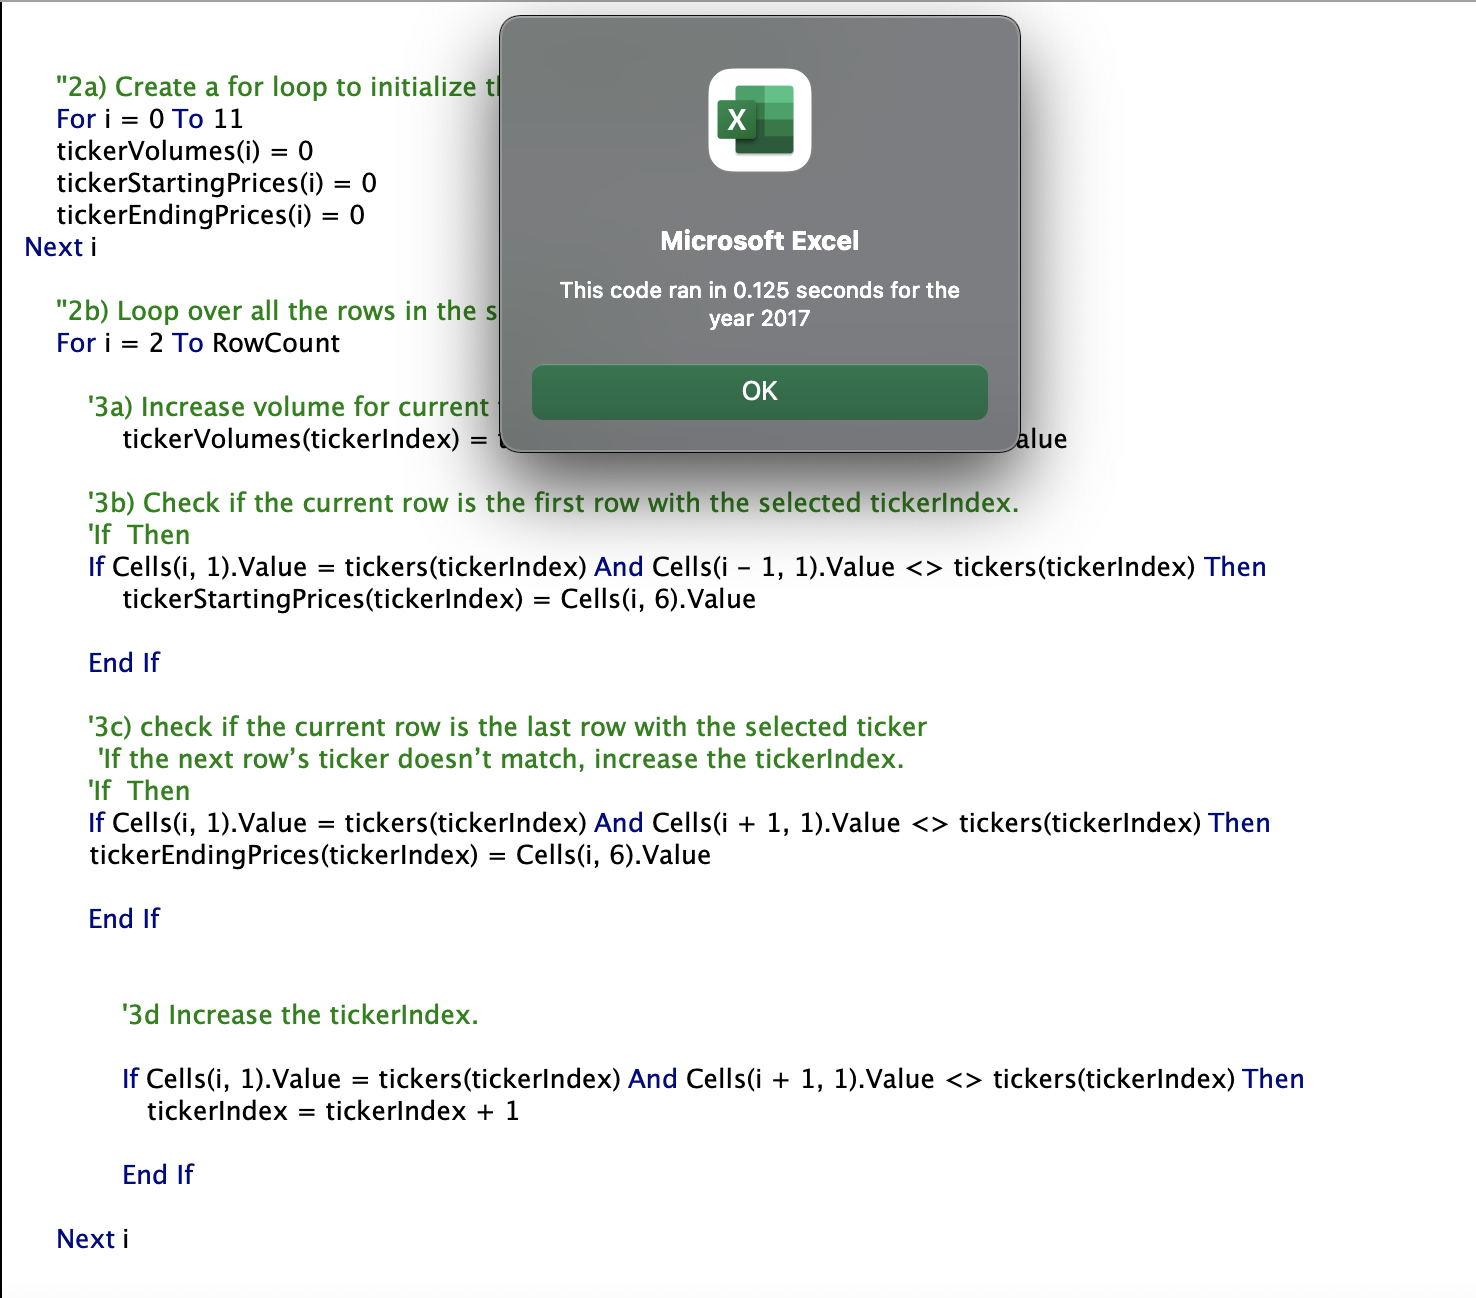 "2a) Create a for loop to initialize
For i = 0 To 11
tickerVolumes(i) = 0
tickerStartingPrices(i) = 0
tickerEndingPrices(i) = 0
Next i
"2b) Loop over all the rows in the
For i = 2 To RowCount
'3a) Increase volume for current
tickerVolumes(tickerIndex) =
'3b) Check if the current row is the first row with the selected tickerIndex.
'If  Then
If Cells(i, 1).Value = tickers(tickerIndex) And Cells(i - 1, 1).Value <> tickers(tickerIndex) Then
tickerStartingPrices(tickerIndex) = Cells(i, 6).Value
End If
'3c) check if the current row is the last row with the selected ticker
'If the next row’s ticker doesn’t match, increase the tickerIndex.
'If  Then
If Cells(i, 1).Value = tickers(tickerIndex) And Cells(i + 1, 1).Value <> tickers(tickerIndex) Then
tickerEndingPrices(tickerIndex) = Cells(i, 6).Value
End If
'3d Increase the tickerIndex.
If Cells(i, 1).Value = tickers(tickerIndex) And Cells(i + 1, 1).Value <> tickers(tickerIndex) Then
tickerIndex = tickerIndex + 1
End If
Next i
X
Microsoft Excel
This code ran in 0.125 seconds for the
year 2017
OK